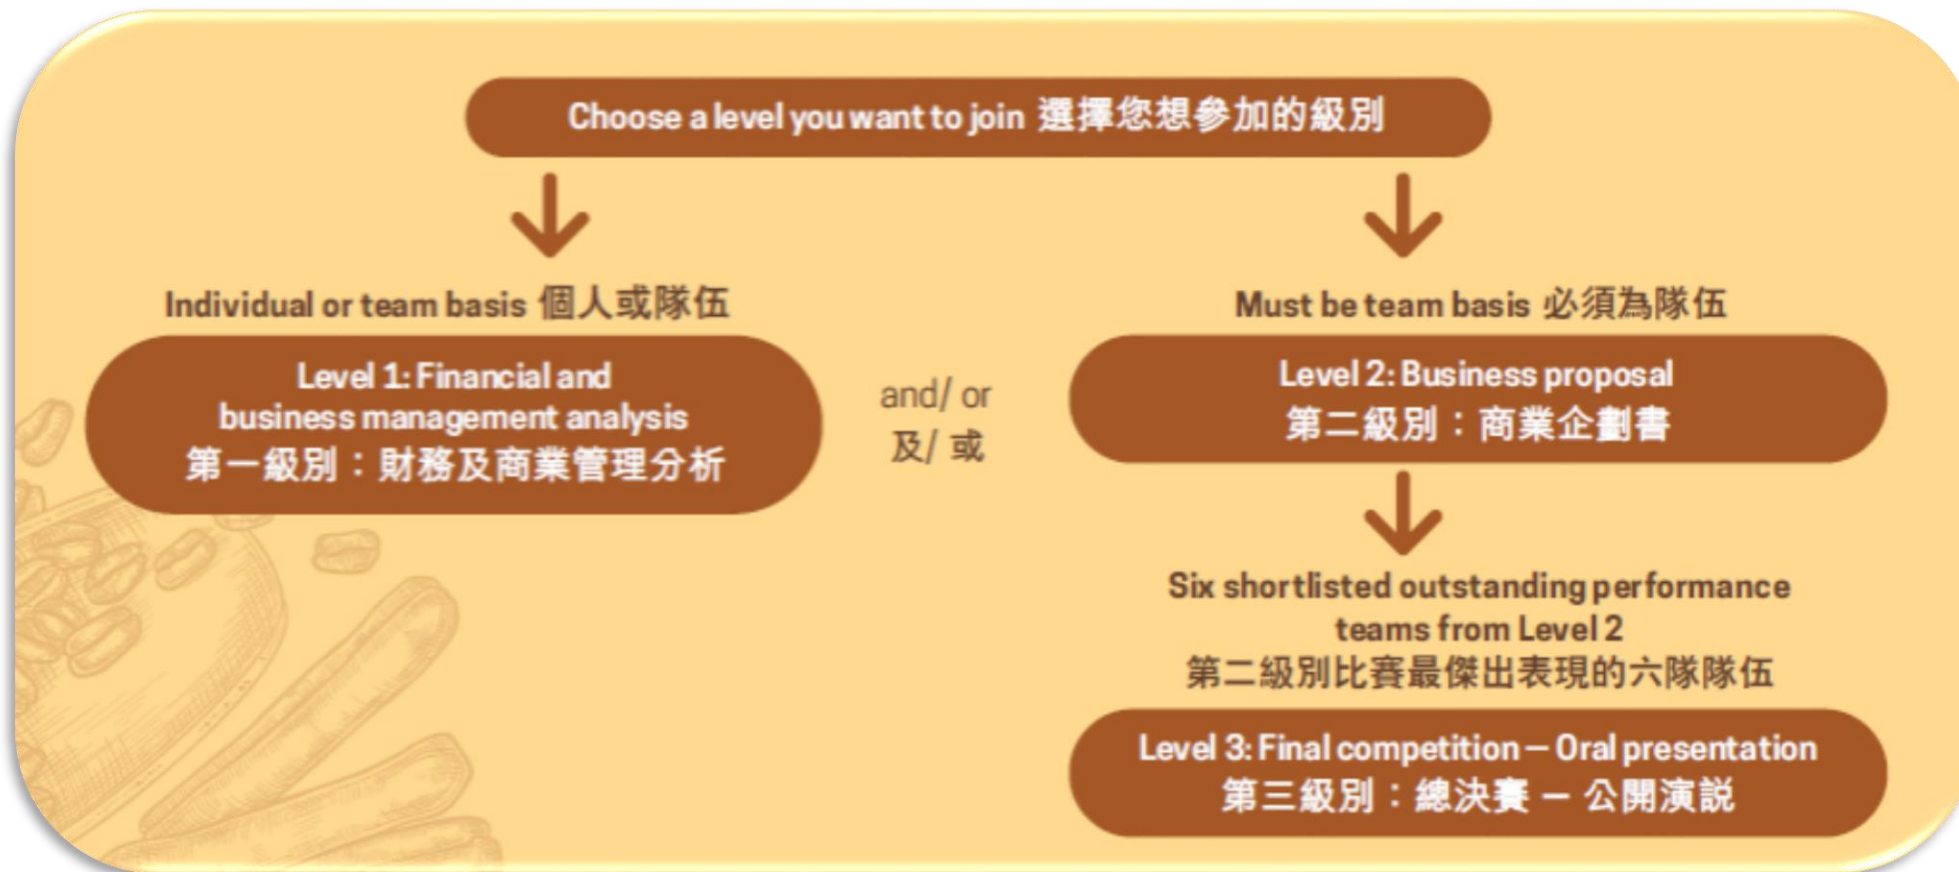 Choose a level you want to join 選擇您想參加的級別
Individual or team basis 個人或隊伍
Level 1: Financial and
business management analysis
第一級別：財務及商業管理分析
and/ or
及/ 或
Must be team basis 必須為隊伍
Level 2: Business proposal
第二級別：商業企劃書
Six shortlisted outstanding performance
teams from Level 2
第二級別比賽最傑出表現的六隊隊伍
Level 3: Final competition – Oral presentation
第三級別：總決賽 – 公開演説